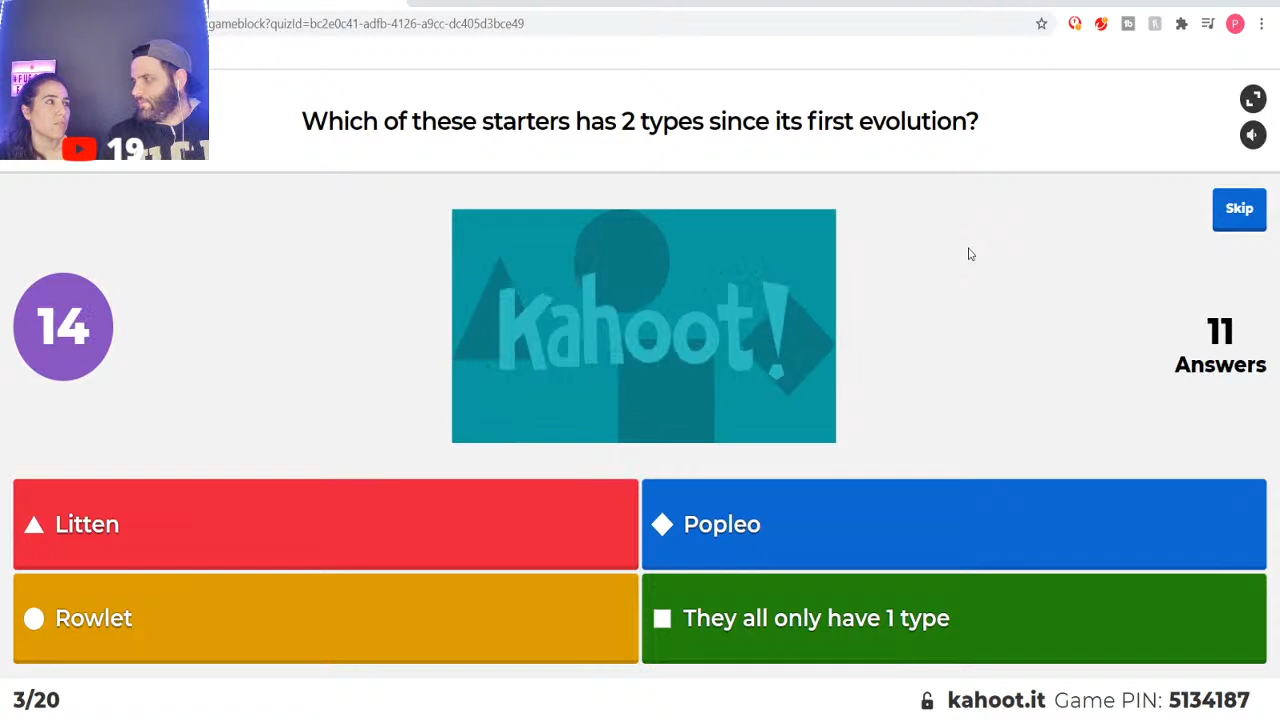 gameblock?quizId=bc2e0c41-adfb-4126-a9cc-dc405d3bce49
P
19
Which of these starters has 2 types since its first evolution?
Skip
14
Kahoot!
11
Answers
Litten
Popleo
Rowlet
They all only have 1 type
3/20
kahoot.it Game PIN: 5134187